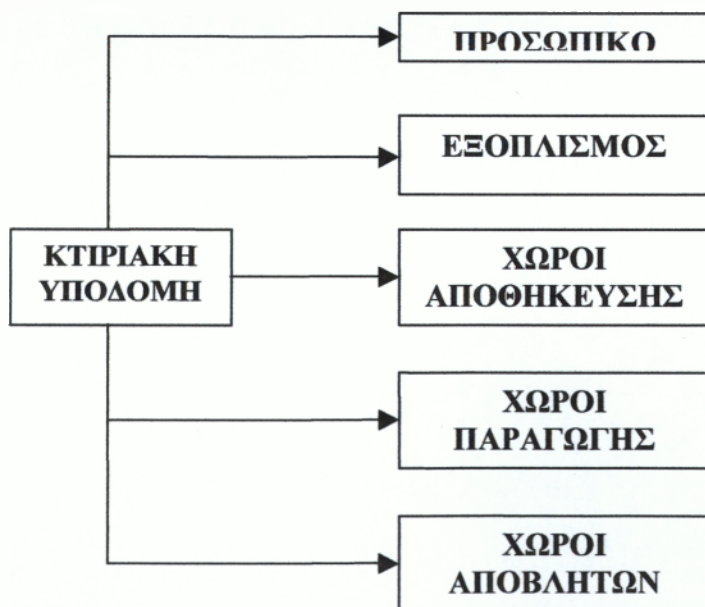 ΠΡΟΣΩΠΙΚΟ
ΕΞΟΠΛΙΣΜΟΣ
ΚΤΙΡΙΑΚΗ
ΥΠΟΔΟΜΗ
ΧΩΡΟΙ
ΑΠΟΘΗΚΕΥΣΗΣ
ΧΩΡΟΙ
ΠΑΡΑΓΩΓΗΣ
ΧΩΡΟΙ
ΑΠΟΒΛΗΤΩΝ